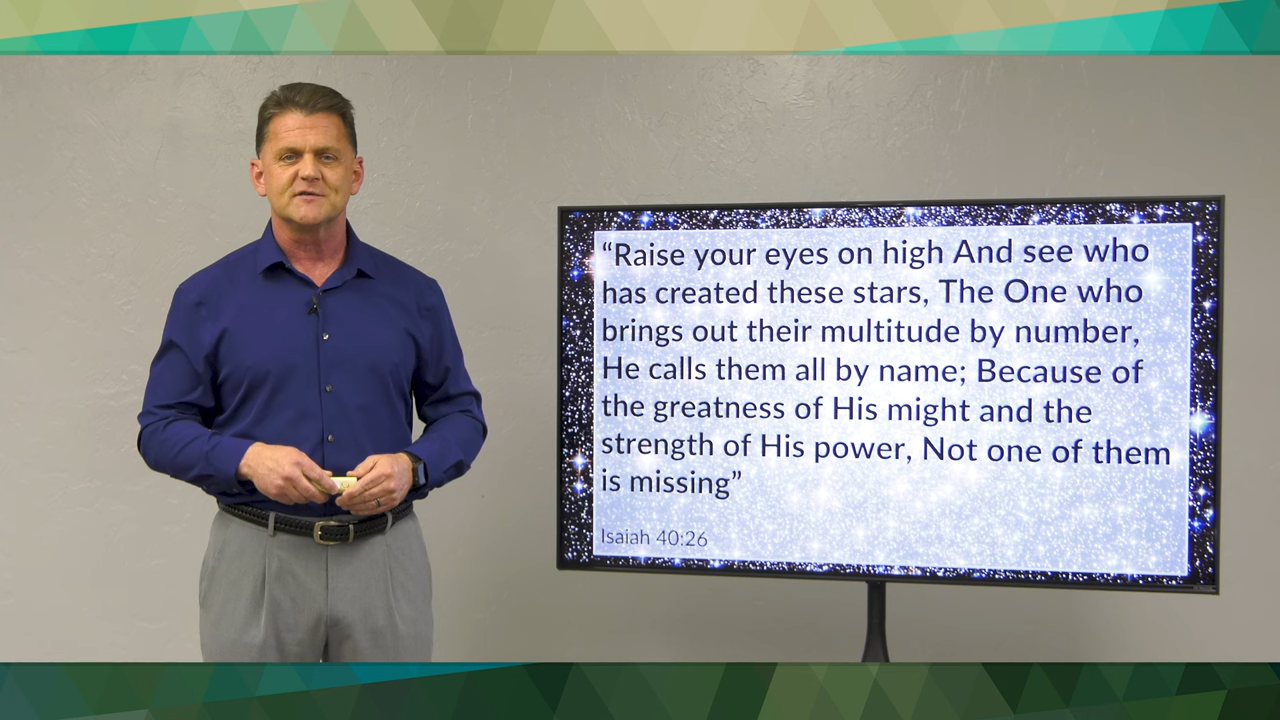 “Raise your eyes on high And see who
has created these stars, The One who
brings out their multitude by number,
He calls them all by name; Because of
the greatness of His might and the
strength of His power, Not one of them
is missing”
Isaiah 40:26